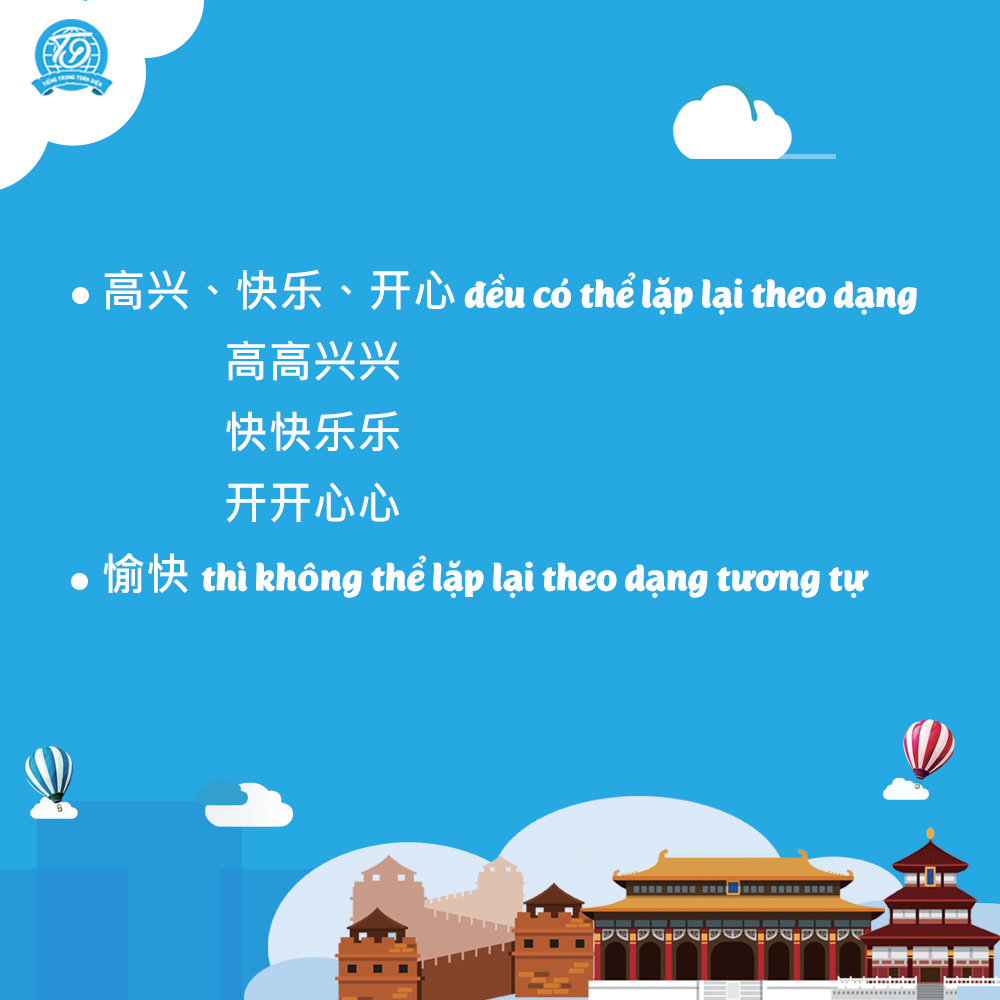 TIẾNG TRUNG TOÀN DIỆN
• 高兴、快乐、开心 đều có thể lặp lại theo dạng
高高兴兴
快快乐乐
开开心心
• 愉快 thì không thể lặp lại theo dạng tương tự